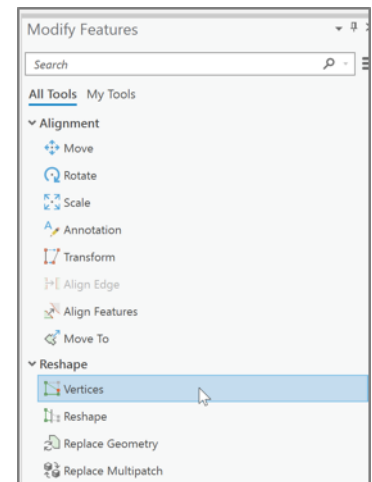 Modify Features
Search
All Tools My Tools
Alignment
Move
Rotate
Scale
Annotation
Transform
Align Edge
Align Features
Move To
Reshape
Vertices
Reshape
Replace Geometry
Replace Multipatch